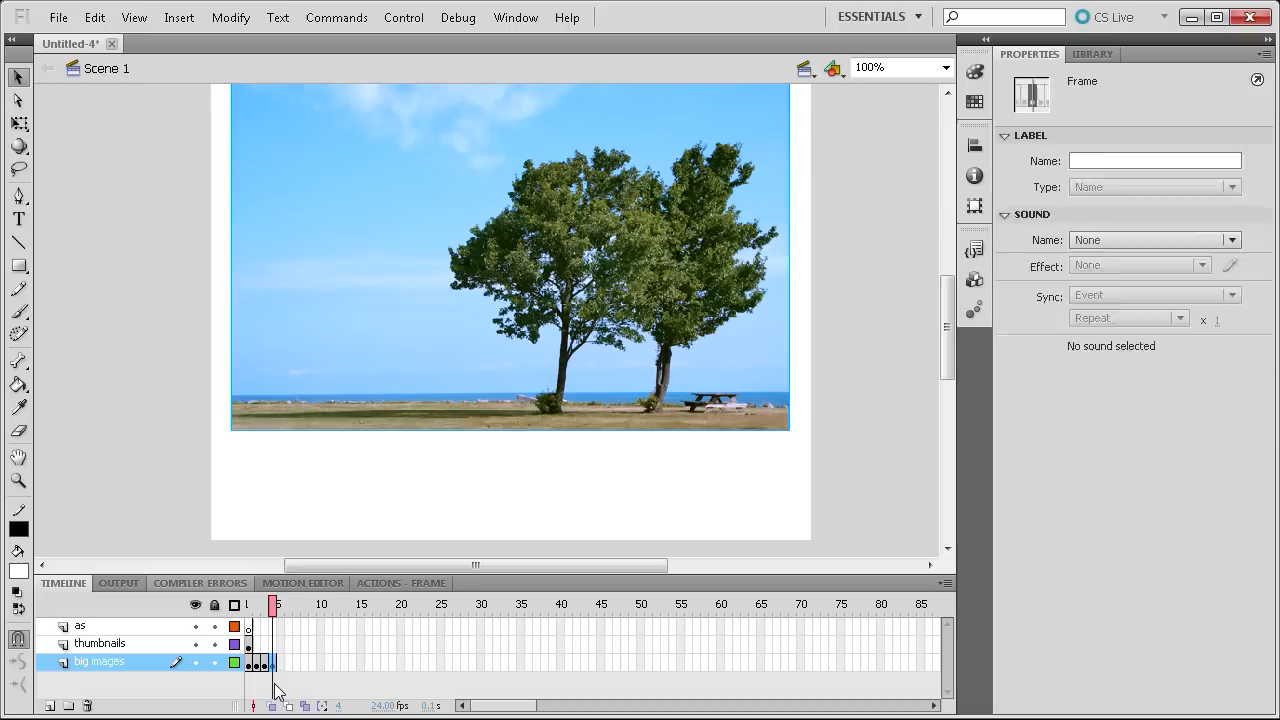 Fl File Edit View Insert Modify Text Commands Control Debug Window Help ESSENTIALS CS Live
Untitled-4*
Scene 1 100%
PROPERTIES LIBRARY
Frame
LABEL
Name:
Type: Name
SOUND
Name: None
Effect: None
Sync: Event
Repeat x 1
No sound selected
TIMELINE OUTPUT COMPILER ERRORS MOTION EDITOR ACTIONS - FRAME
1 5 10 15 20 25 30 35 40 45 50 55 60 65 70 75 80 85
as
thumbnails
big images
4 24.00 fps 0.1 s